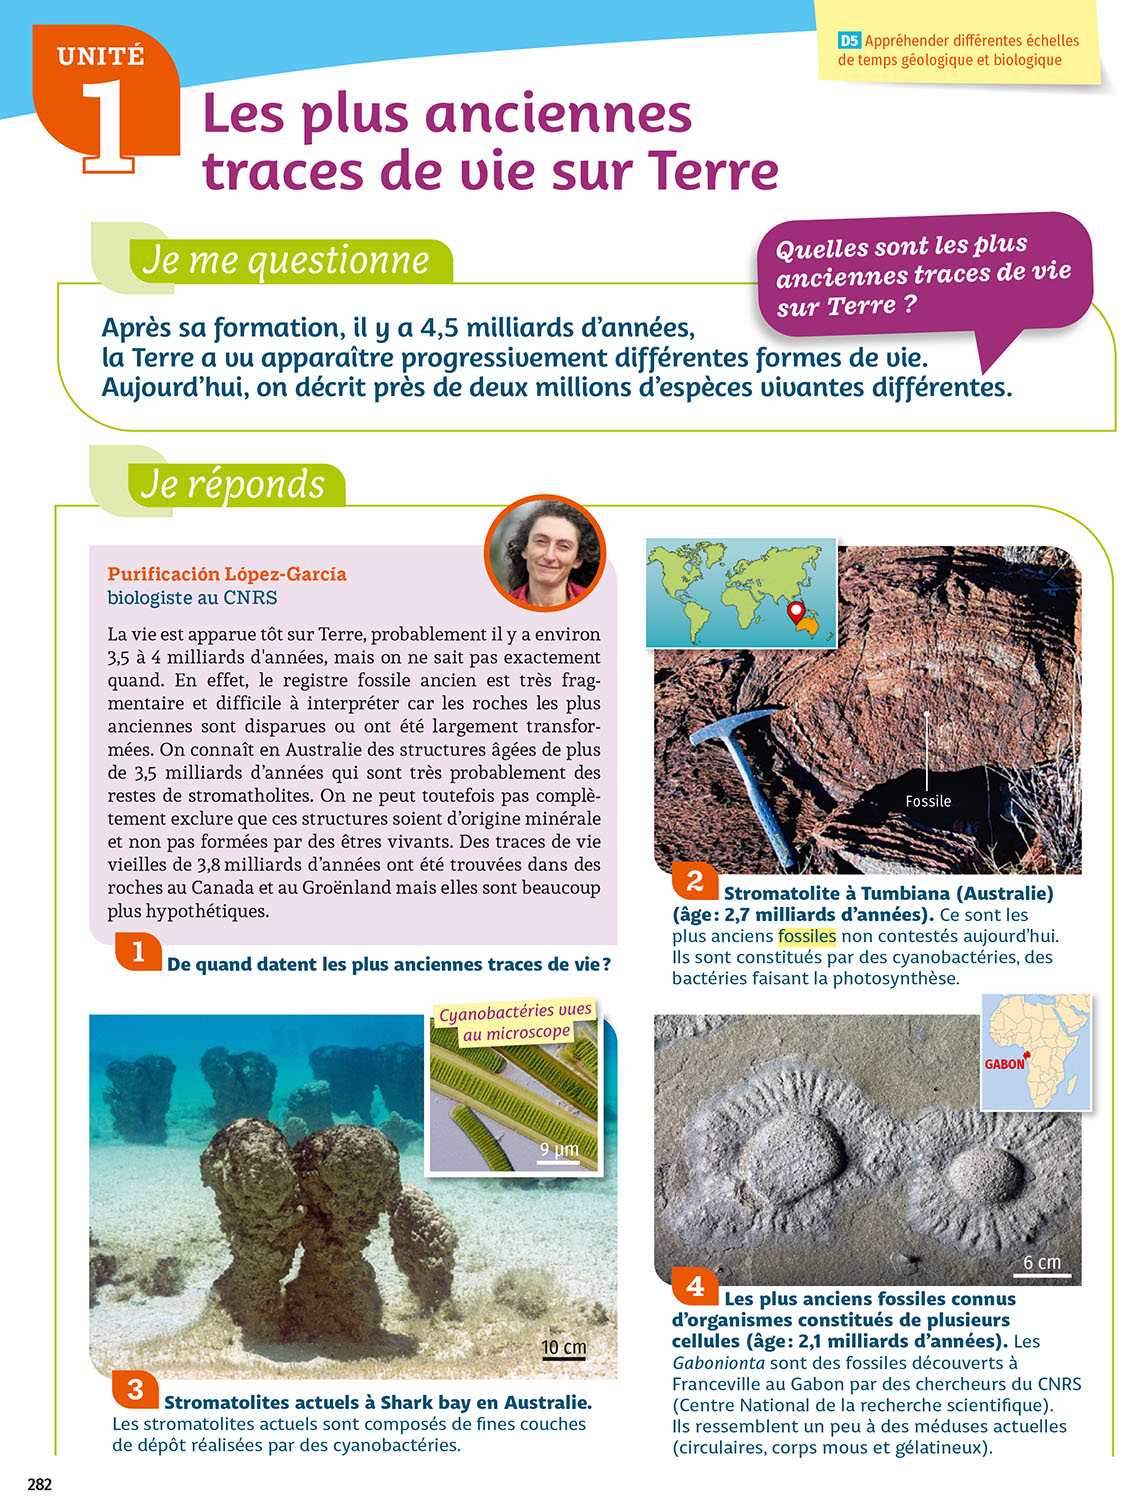 UNITÉ
1
D5 Appréhender différentes échelles
de temps géologique et biologique
Les plus anciennes
traces de vie sur Terre
Je me questionne
Quelles sont les plus
anciennes traces de vie
sur Terre ?
Après sa formation, il y a 4,5 milliards d'années,
la Terre a vu apparaître progressivement différentes formes de vie.
Aujourd'hui, on décrit près de deux millions d'espèces vivantes différentes.
Je réponds
Purificación López-García
biologiste au CNRS
La vie est apparue tôt sur Terre, probablement il y a environ
3,5 à 4 milliards d'années, mais on ne sait pas exactement
quand. En effet, le registre fossile ancien est très frag-
mentaire et difficile à interpréter car les roches les plus
anciennes sont disparues ou ont été largement transfor-
mées. On connaît en Australie des structures âgées de plus
de 3,5 milliards d'années qui sont très probablement des
restes de stromatholites. On ne peut toutefois pas complè-
tement exclure que ces structures soient d'origine minérale
et non pas formées par des êtres vivants. Des traces de vie
vieilles de 3,8 milliards d'années ont été trouvées dans des
roches au Canada et au Groënland mais elles sont beaucoup
plus hypothétiques.
1 De quand datent les plus anciennes traces de vie ?
Fossile
2 Stromatolite à Tumbiana (Australie)
(âge : 2,7 milliards d'années). Ce sont les
plus anciens fossiles non contestés aujourd'hui.
Ils sont constitués par des cyanobactéries, des
bactéries faisant la photosynthèse.
Cyanobactéries vues
au microscope
9 µm
10 cm
3 Stromatolites actuels à Shark bay en Australie.
Les stromatolites actuels sont composés de fines couches
de dépôt réalisées par des cyanobactéries.
GABON
6 cm
4 Les plus anciens fossiles connus
d'organismes constitués de plusieurs
cellules (âge : 2,1 milliards d'années). Les
Gabonionta sont des fossiles découverts à
Franceville au Gabon par des chercheurs du CNRS
(Centre National de la recherche scientifique).
Ils ressemblent un peu à des méduses actuelles
(circulaires, corps mous et gélatineux).
282